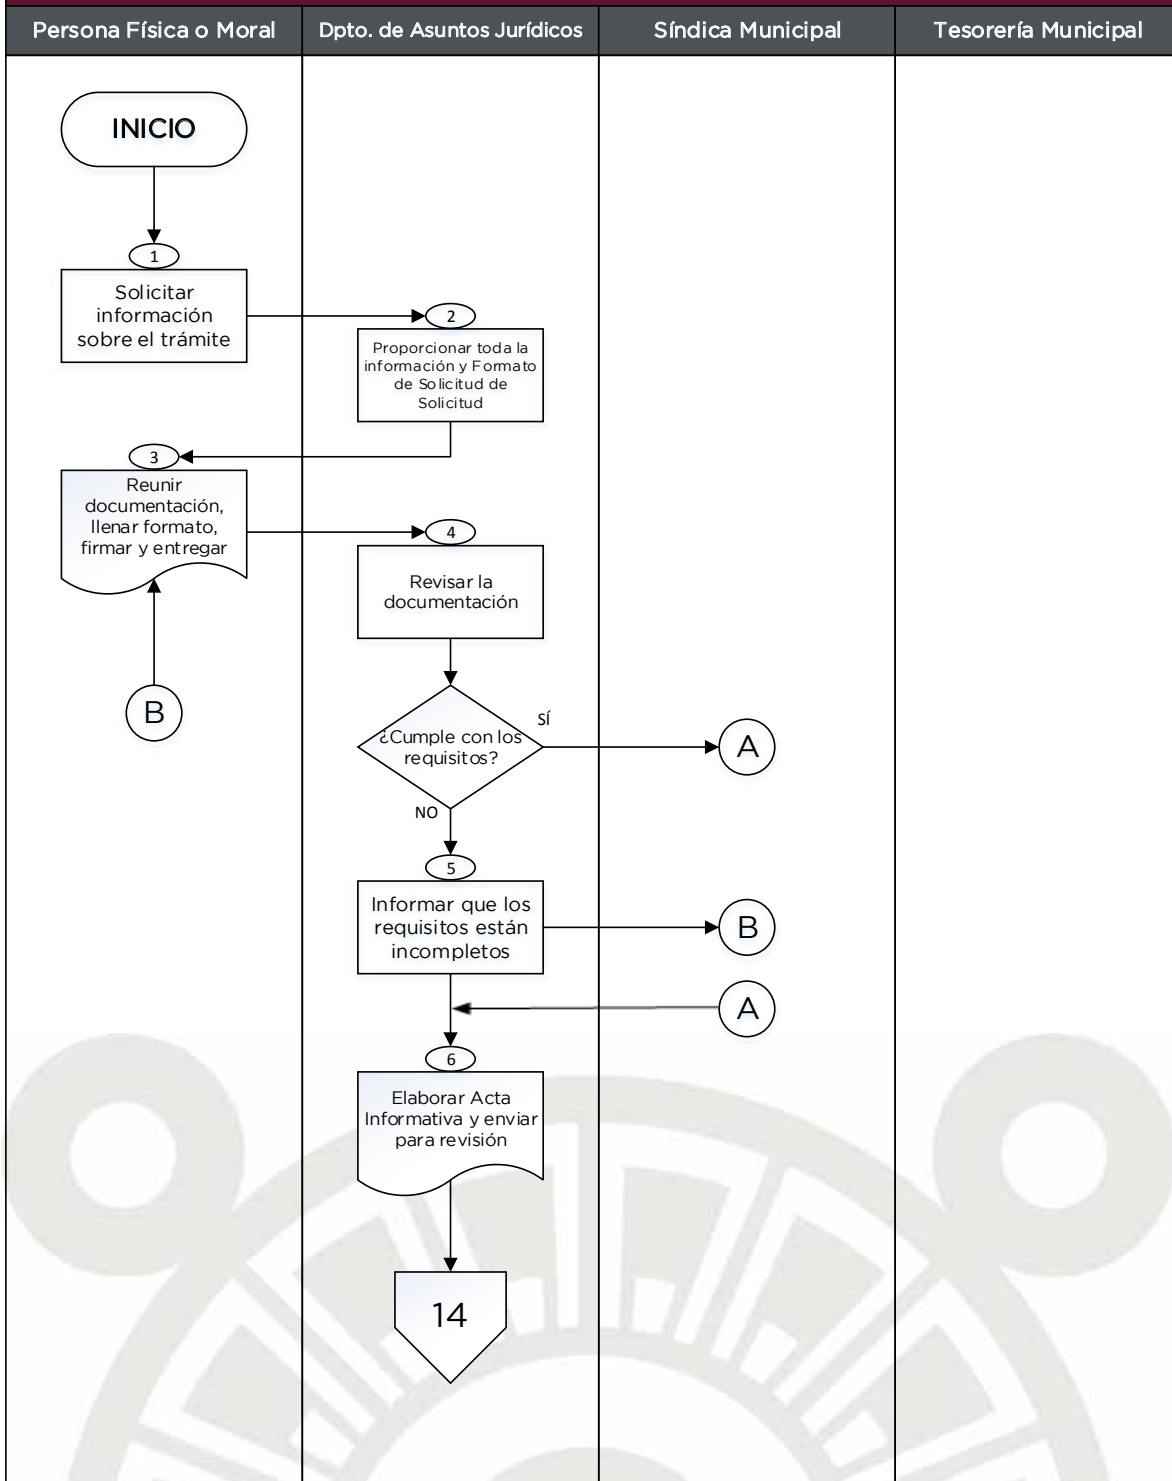 Persona Física o Moral
Dpto. de Asuntos Jurídicos
Síndica Municipal
Tesorería Municipal
INICIO
1
Solicitar
información
sobre el trámite
2
Proporcionar toda la
información y Formato
de Solicitud de
Solicitud
3
Reunir
documentación,
llenar formato,
firmar y entregar
4
Revisar la
documentación
B
¿Cumple con los
requisitos?
SÍ
A
NO
5
Informar que los
requisitos están
incompletos
B
A
6
Elaborar Acta
Informativa y enviar
para revisión
14